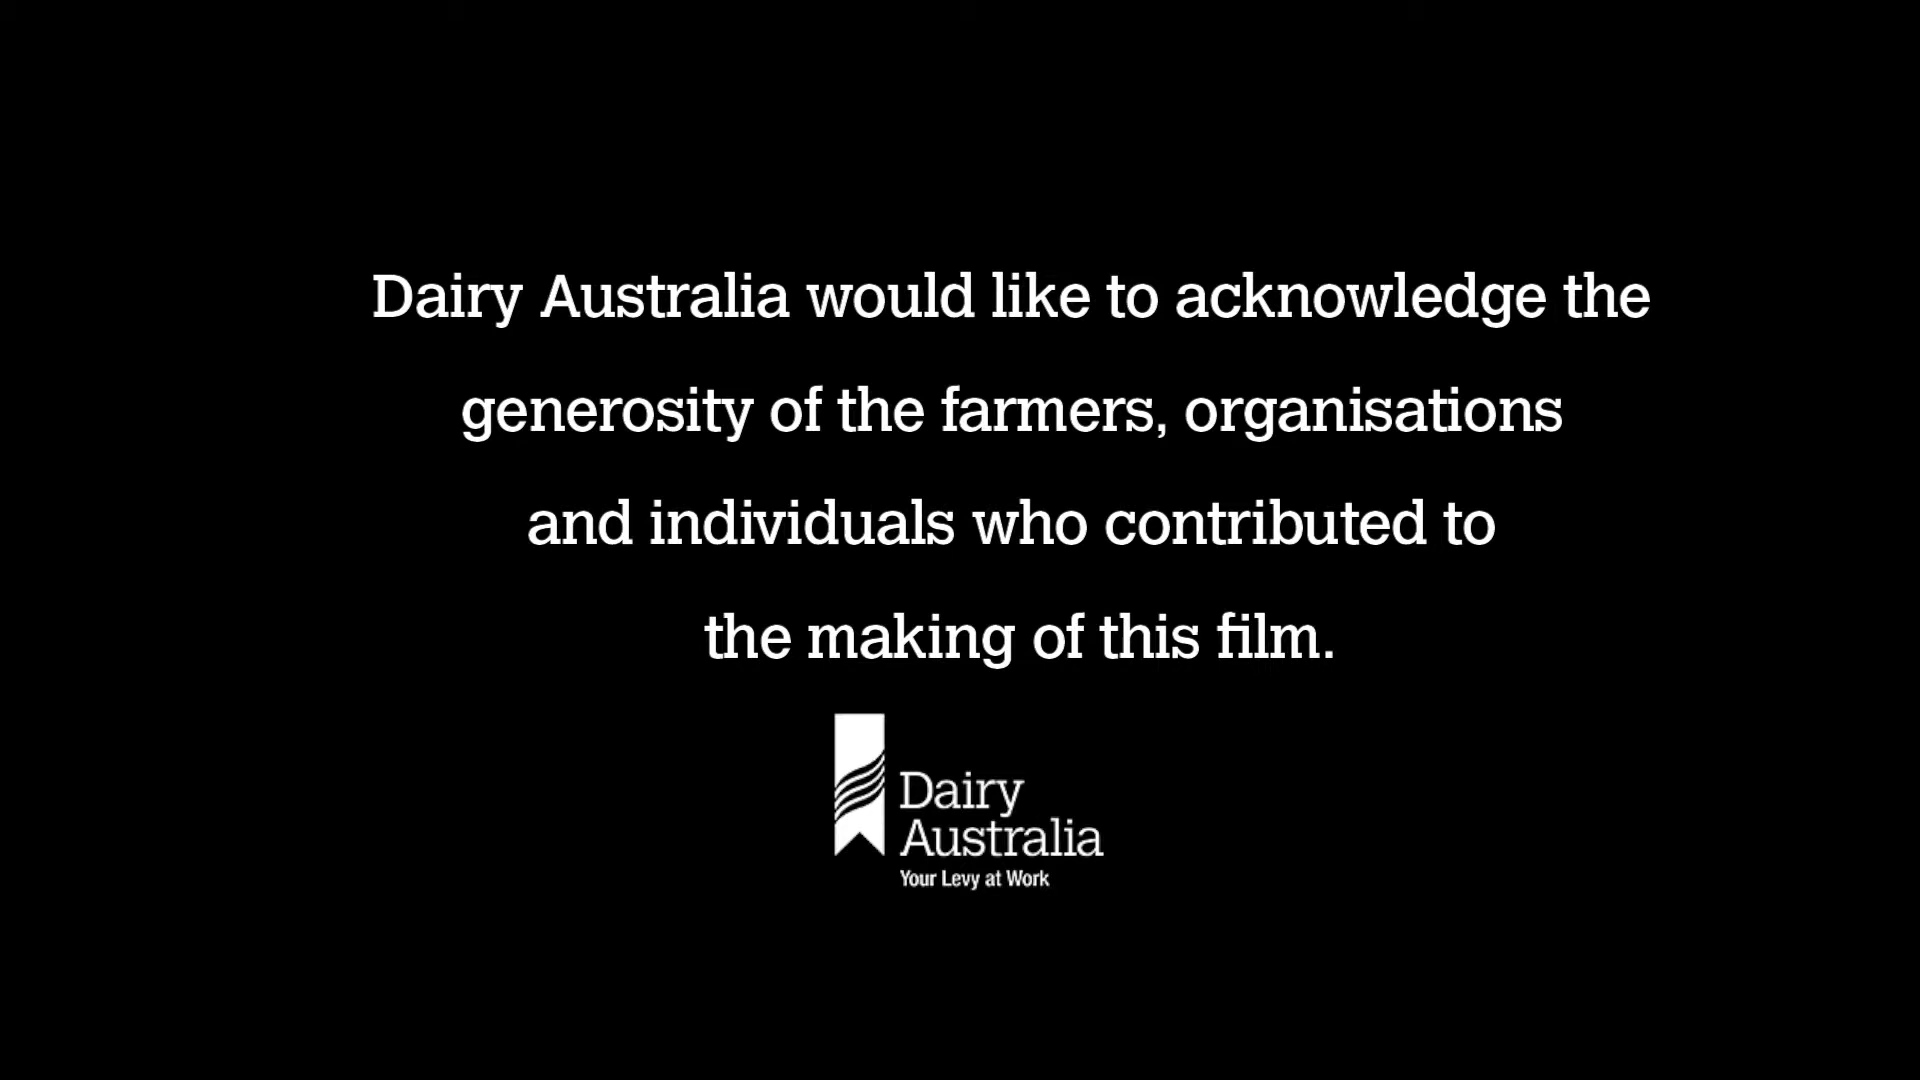 Dairy Australia would like to acknowledge the
generosity of the farmers, organisations
and individuals who contributed to
the making of this film.
Dairy
Australia
Your Levy at Work